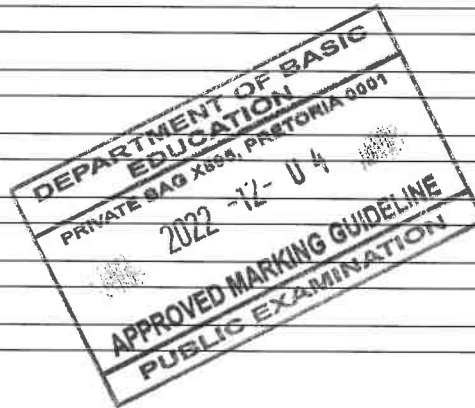 DEPARTMENT OF BASIC
EDUCATION
PRIVATE BAG X895, PRETORIA 0001
2022 -12- 04
APPROVED MARKING GUIDELINE
PUBLIC EXAMINATION